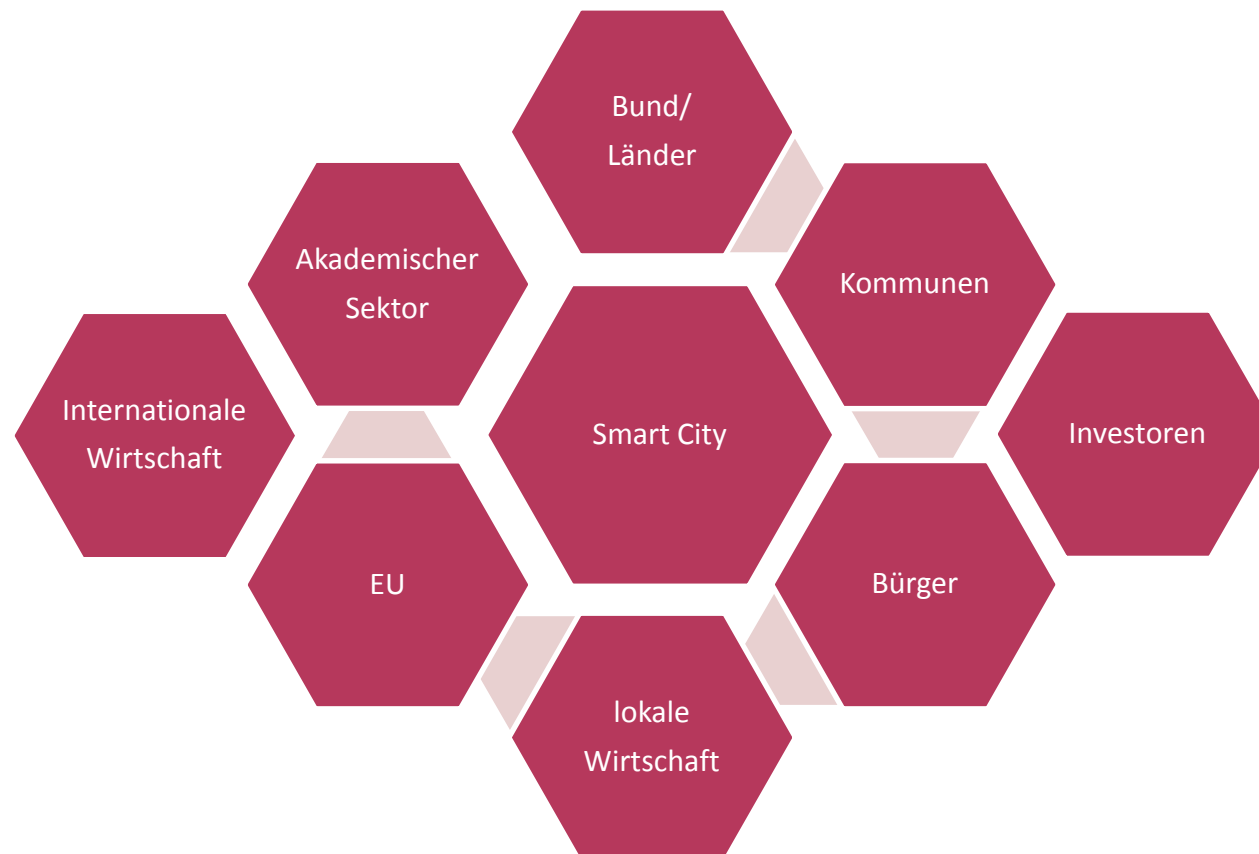 Bund/
Länder
Akademischer
Sektor
Kommunen
Internationale
Wirtschaft
Smart City
Investoren
EU
Bürger
lokale
Wirtschaft